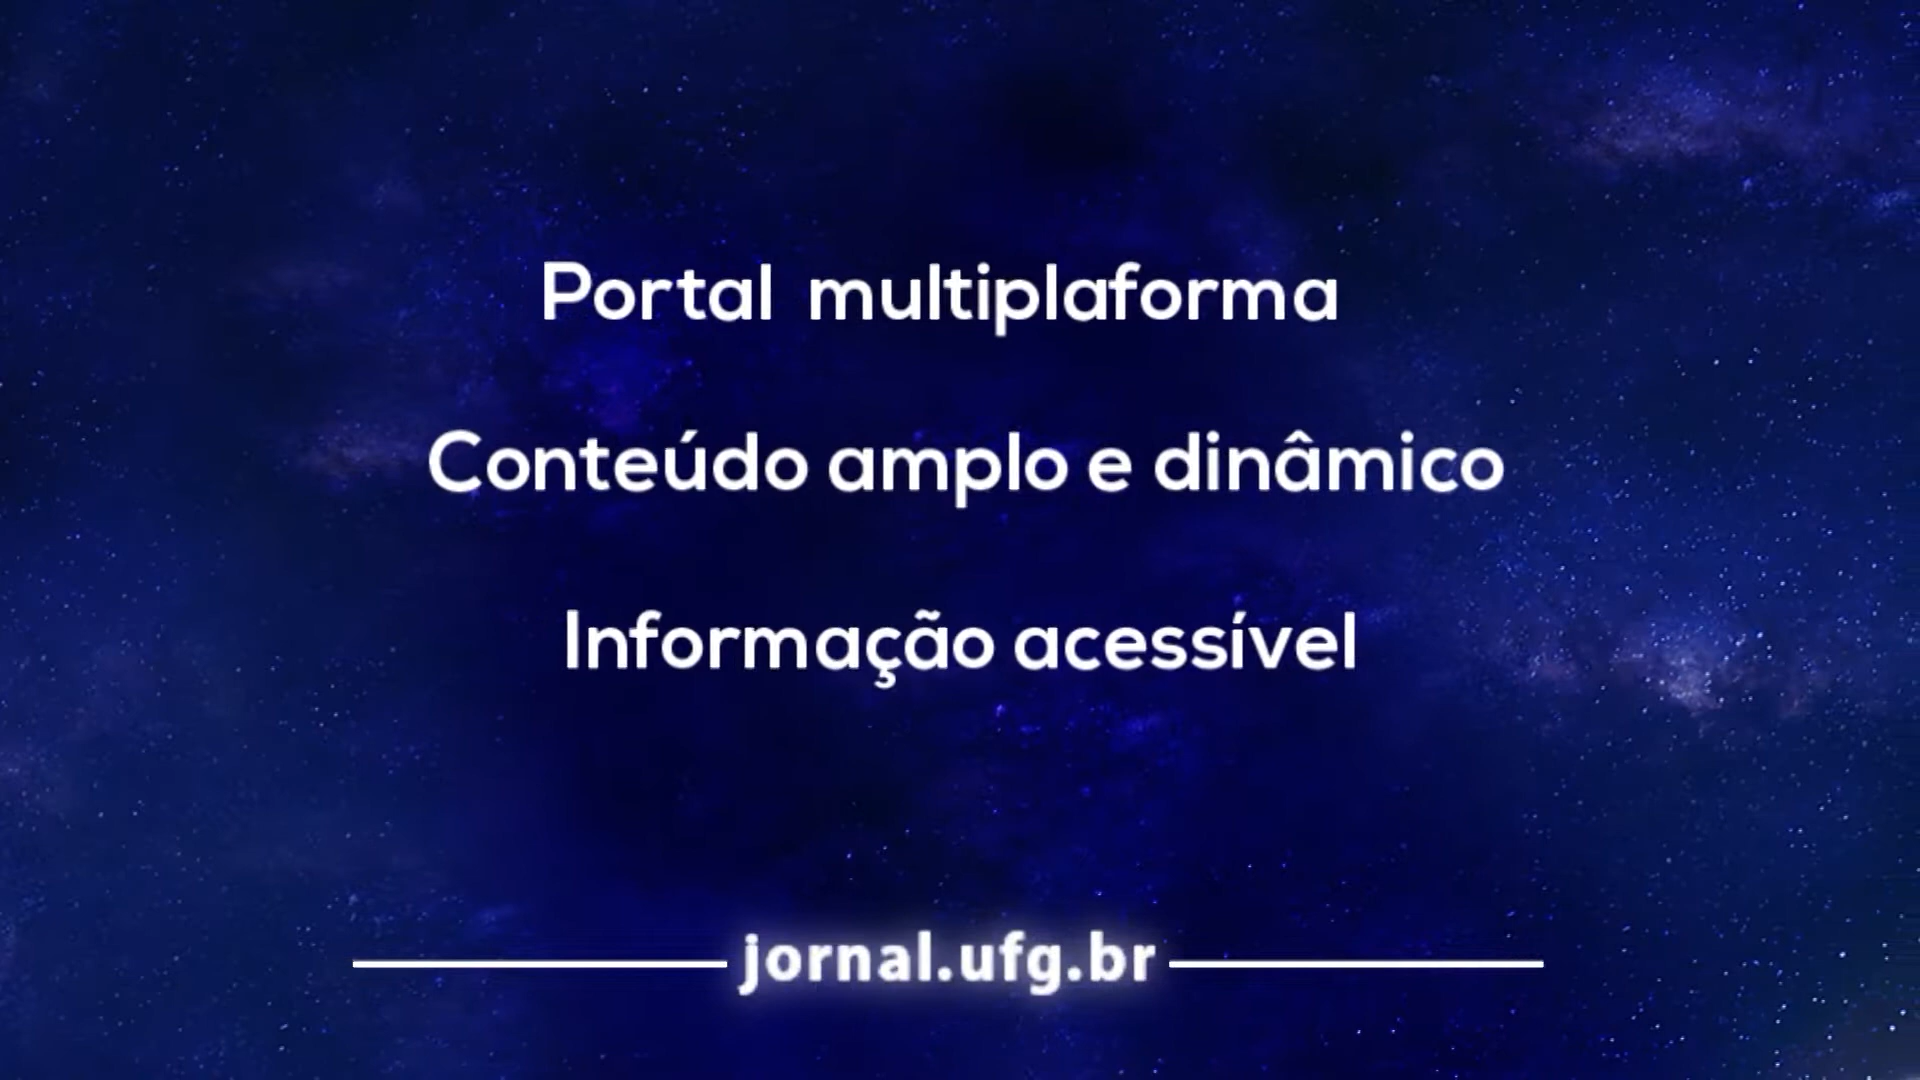 Portal multiplaforma
Conteúdo amplo e dinâmico
Informação acessível
jornal.ufg.br